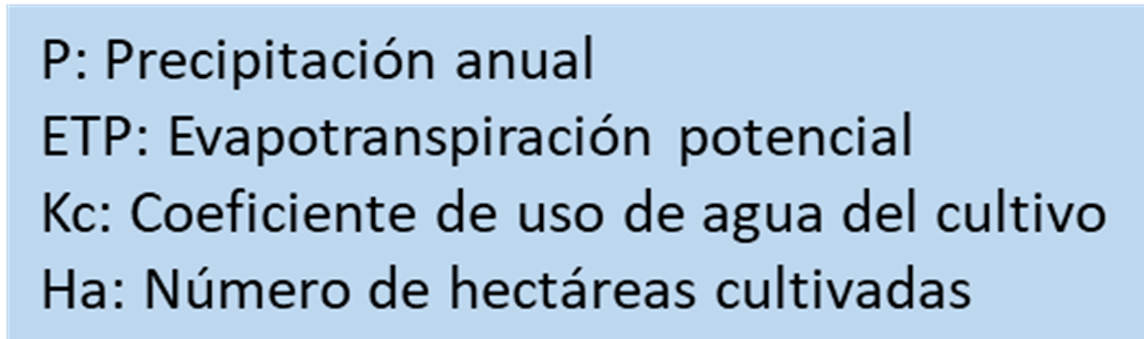 P: Precipitación anual
ETP: Evapotranspiración potencial
Kc: Coeficiente de uso de agua del cultivo
Ha: Número de hectáreas cultivadas